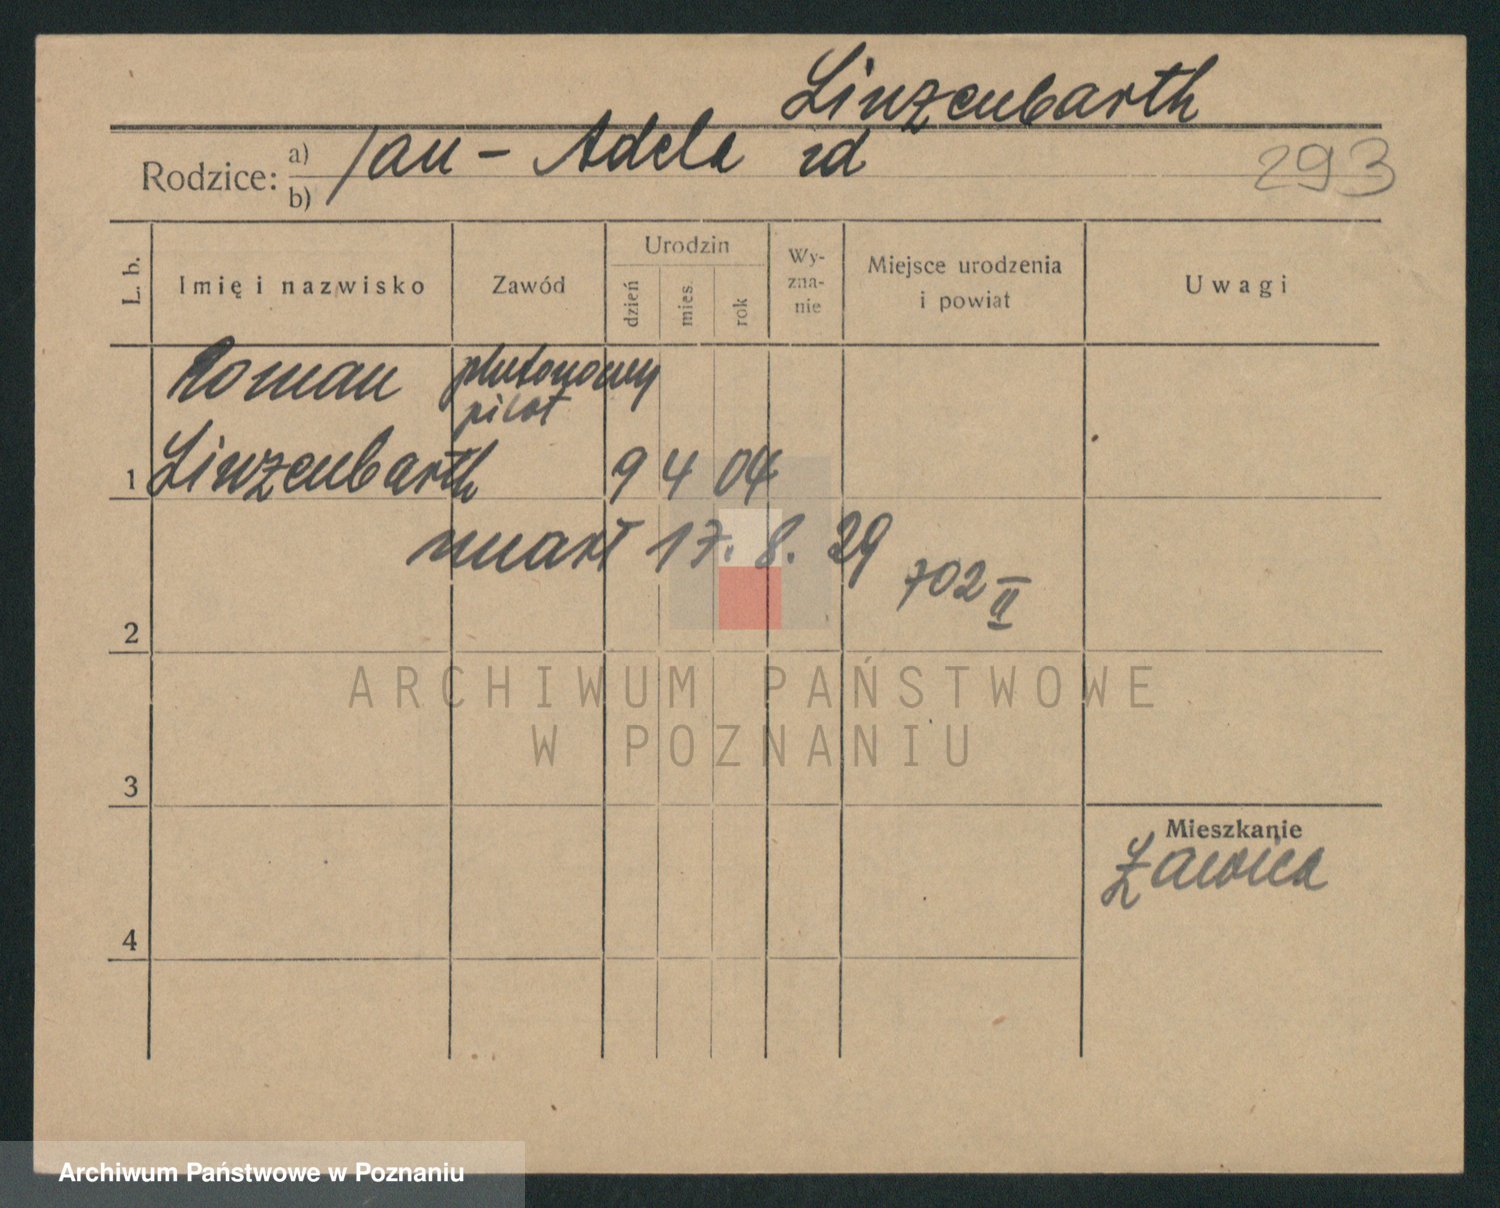 Linzenbarth
Rodzice: a) b) Jan - Adela id
293
L. b.
Imię i nazwisko
Zawód
Urodzin
dzień
mies.
rok
Wy-
zna-
nie
Miejsce urodzenia
i powiat
Uwagi
Roman plutonowy
pilot
1 Linzenbarth 9 4 04
zmarł 17. 8. 29
702 II
2
ARCHIWUM PAŃSTWOWE
W POZNANIU
3
Mieszkanie
Ławica
4
Archiwum Państwowe w Poznaniu